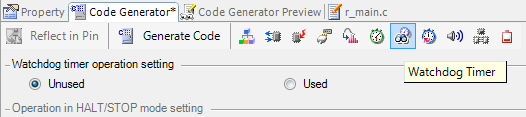 Property Code Generator* Code Generator Preview r_main.c
Reflect in Pin Generate Code
Watchdog timer operation setting
Watchdog Timer
Unused Used
Operation in HALT/STOP mode setting